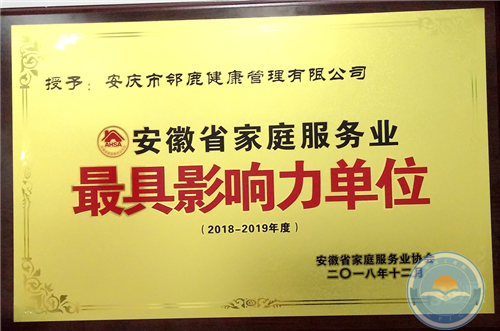 授予：安庆市邻鹿健康管理有限公司
AHSA
安徽省家庭服务业
最具影响力单位
（2018-2019年度）
安徽省家庭服务业协会
二〇一八年十二月